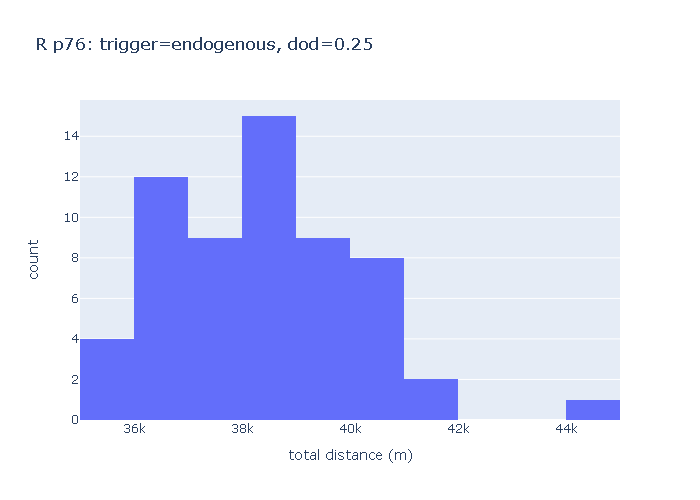 R p76: trigger=endogenous, dod=0.25
14
12
10
8
6
4
2
0
count
36k
38k
40k
42k
44k
total distance (m)